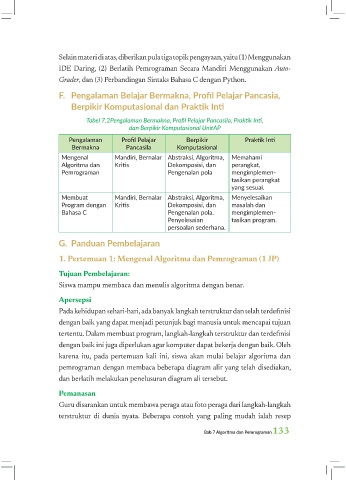 Selain materi di atas, diberikan pula tiga topik pengayaan, yaitu (1) Menggunakan
IDE Daring, (2) Berlatih Pemrograman Secara Mandiri Menggunakan Auto-
Grader, dan (3) Perbandingan Sintaks Bahasa C dengan Python.
F. Pengalaman Belajar Bermakna, Profil Pelajar Pancasia,
Berpikir Komputasional dan Praktik Inti
Tabel 7.2Pengalaman Bermakna, Profil Pelajar Pancasila, Praktik Inti,
dan Berpikir Komputasional UnitAP
Pengalaman Bermakna
Profil Pelajar Pancasila
Berpikir Komputasional
Praktik Inti
Mengenal Algoritma dan Pemrograman
Mandiri, Bernalar Kritis
Abstraksi, Algoritma, Dekomposisi, dan Pengenalan pola
Memahami perangkat, mengimplemen-tasikan perangkat yang sesuai.
Membuat Program dengan Bahasa C
Mandiri, Bernalar Kritis
Abstraksi, Algoritma, Dekomposisi, dan Pengenalan pola. Penyelesaian persoalan sederhana.
Menyelesaikan masalah dan mengimplemen-tasikan program.
G. Panduan Pembelajaran
1. Pertemuan 1: Mengenal Algoritma dan Pemrograman (1 JP)
Tujuan Pembelajaran:
Siswa mampu membaca dan menulis algoritma dengan benar.
Apersepsi
Pada kehidupan sehari-hari, ada banyak langkah terstruktur dan telah terdefinisi
dengan baik yang dapat menjadi petunjuk bagi manusia untuk mencapai tujuan
tertentu. Dalam membuat program, langkah-langkah terstruktur dan terdefinisi
dengan baik ini juga diperlukan agar komputer dapat bekerja dengan baik. Oleh
karena itu, pada pertemuan kali ini, siswa akan mulai belajar algoritma dan
pemrograman dengan membaca beberapa diagram alir yang telah disediakan,
dan berlatih melakukan penelusuran diagram alir tersebut.
Pemanasan
Guru disarankan untuk membawa peraga atau foto peraga dari langkah-langkah
terstruktur di dunia nyata. Beberapa contoh yang paling mudah ialah resep
Bab 7 Algoritma dan Pemrograman 133